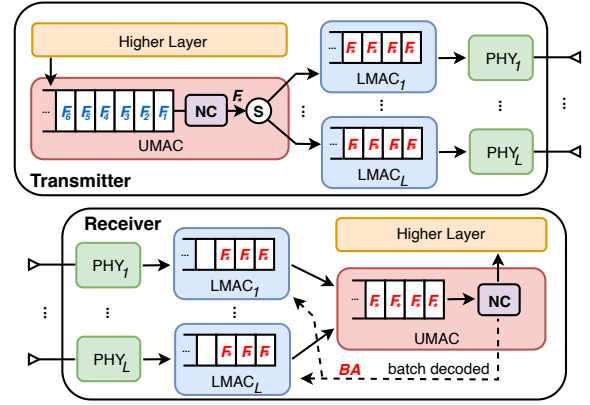 Higher Layer
... F6 F5 F4 F3 F2 F1
NC
F*
S
UMAC
... F* F* F* F*
LMAC1
PHY1
...
... F* F* F* F*
LMACL
PHYL
Transmitter
Receiver
PHY1
... F* F* F*
LMAC1
...
PHYL
... F* F* F*
LMACL
Higher Layer
... F* F* F* F*
NC
UMAC
BA batch decoded